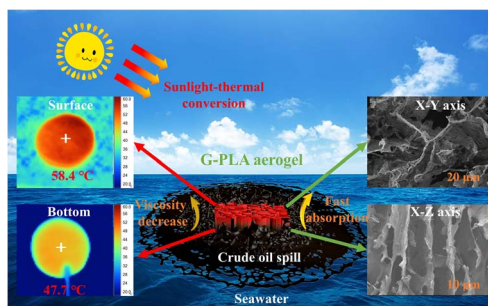 Sunlight-thermal
conversion
Surface
58.4 °C
X-Y axis
20 μm
G-PLA aerogel
Bottom
47.7 °C
Viscosity
decrease
Fast
absorption
X-Z axis
10 μm
Crude oil spill
Seawater